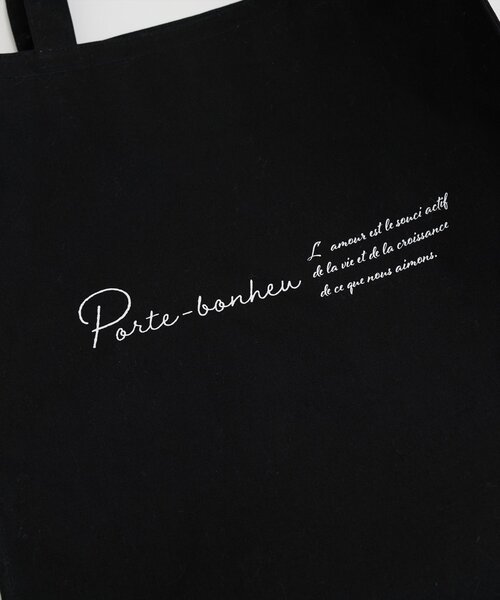 Porte-bonheu
L' amour est le souci actif
de la vie et de la croissance
de ce que nous aimons.